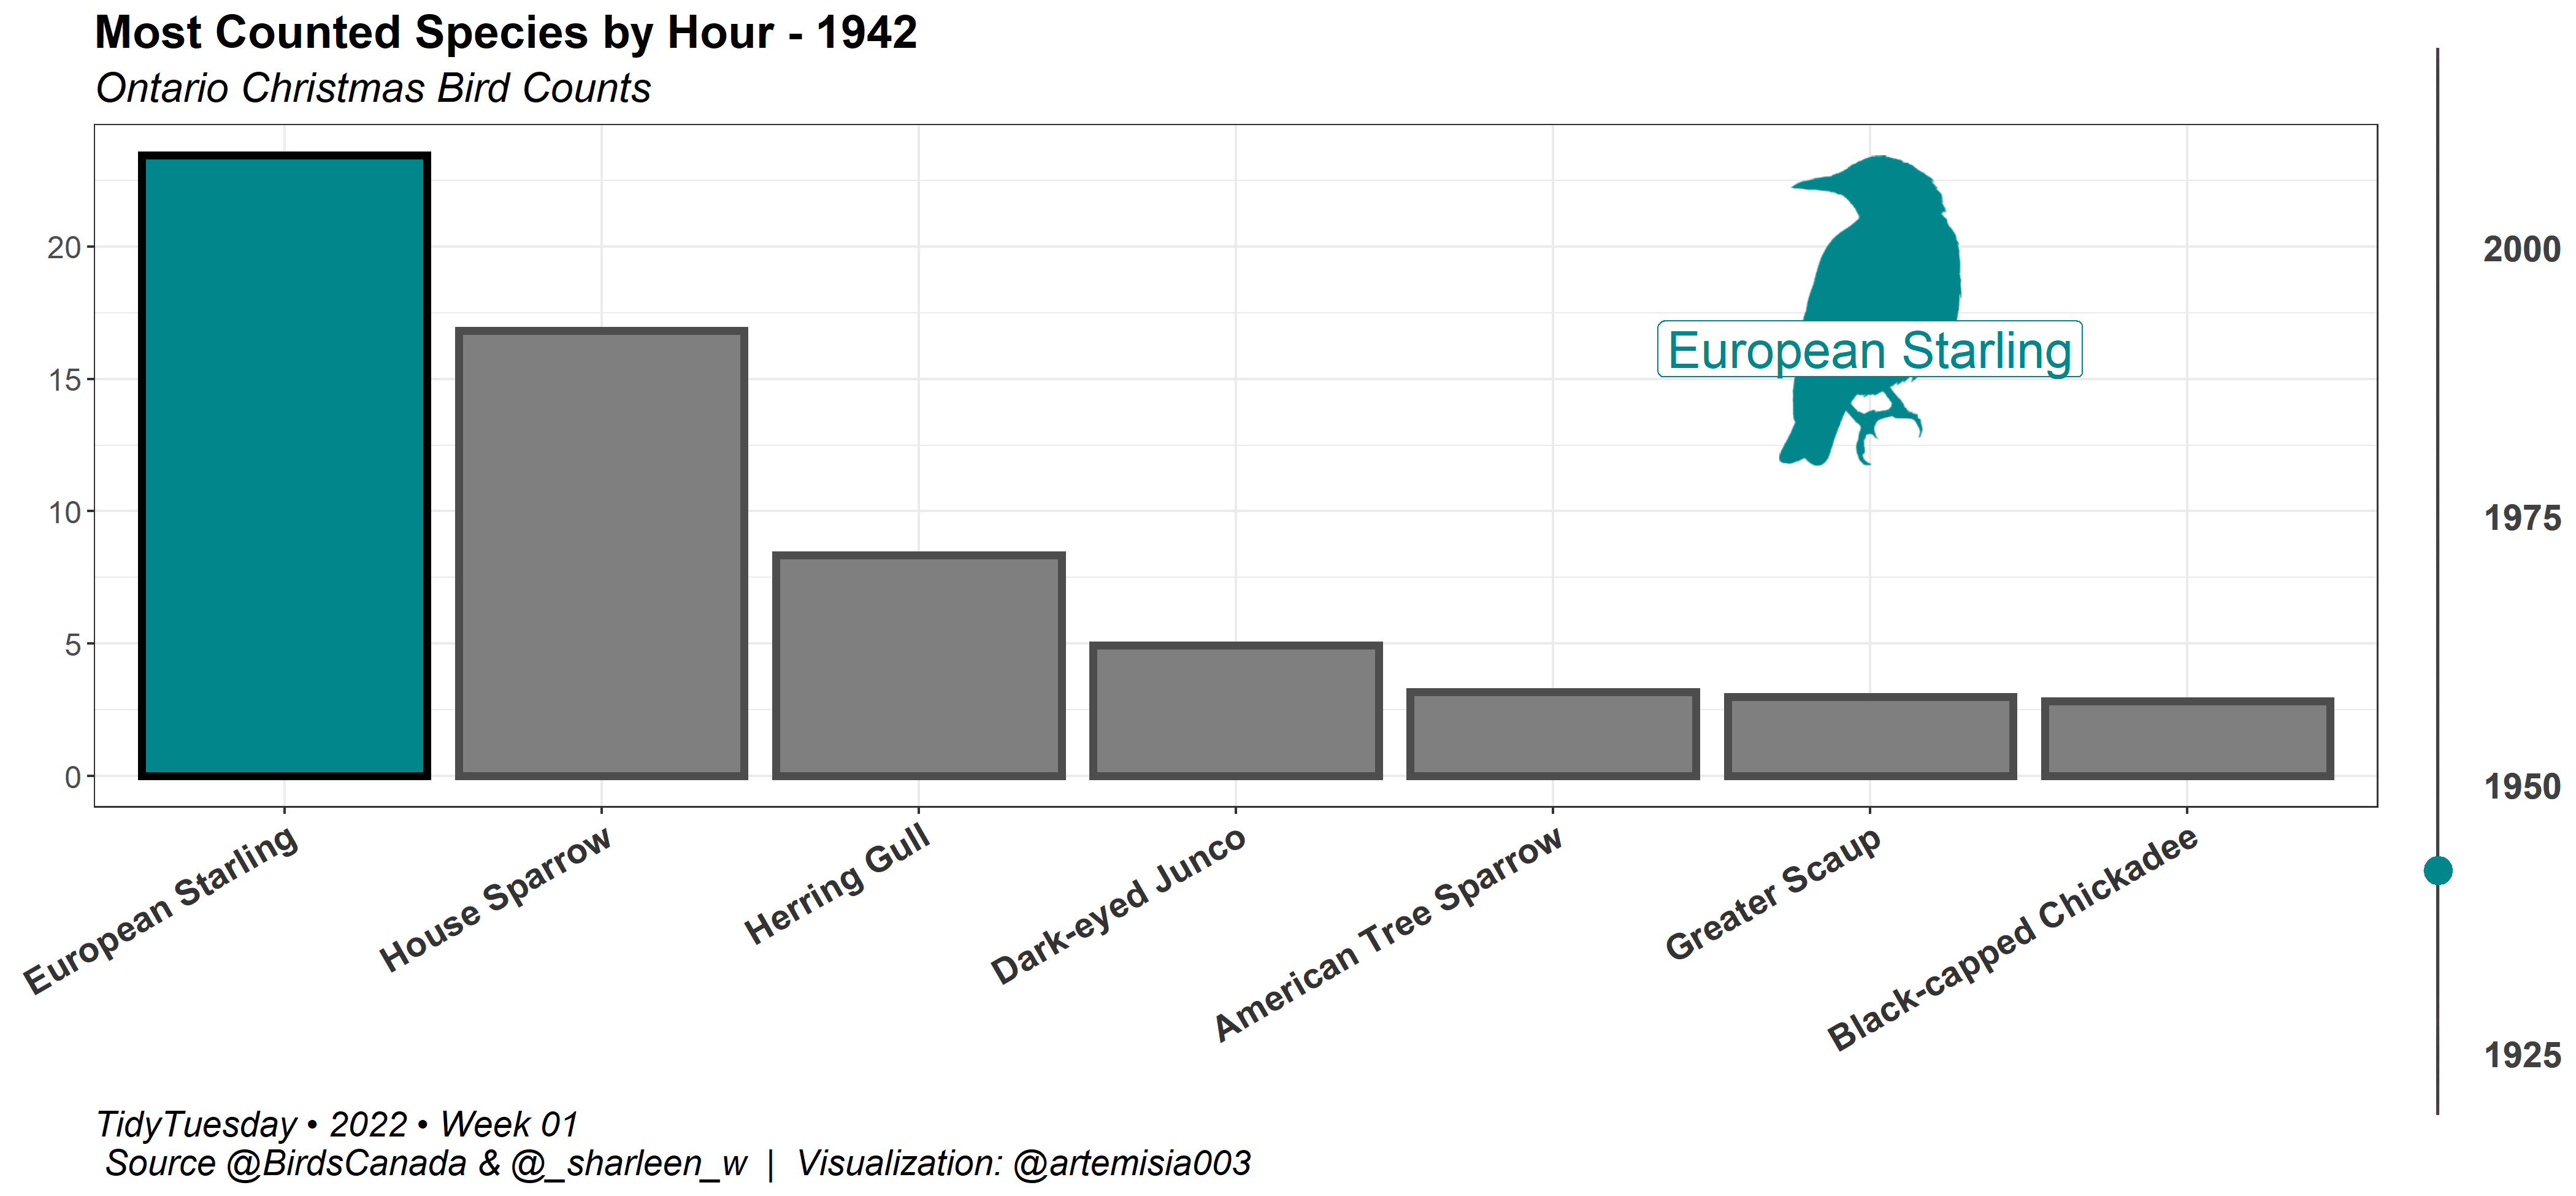 Most Counted Species by Hour - 1942
Ontario Christmas Bird Counts
20
15
10
5
0
European Starling
European Starling
House Sparrow
Herring Gull
Dark-eyed Junco
American Tree Sparrow
Greater Scaup
Black-capped Chickadee
2000
1975
1950
1925
TidyTuesday • 2022 • Week 01
Source @BirdsCanada & @_sharleen_w | Visualization: @artemisia003